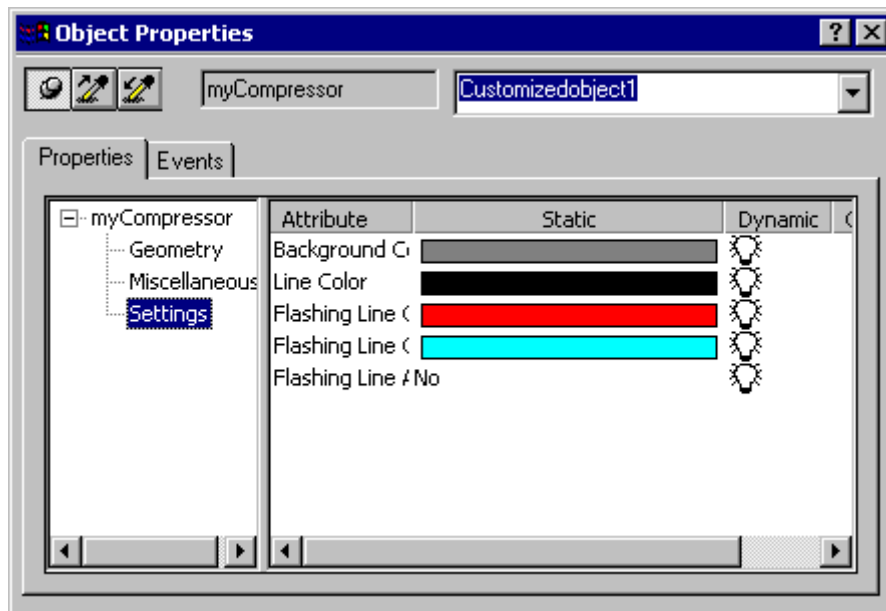 Object Properties
myCompressor
Customizedobject1
Properties
Events
myCompressor
Geometry
Miscellaneous
Settings
Attribute Static Dynamic
Background
Line Color
Flashing Line
Flashing Line
Flashing Line No